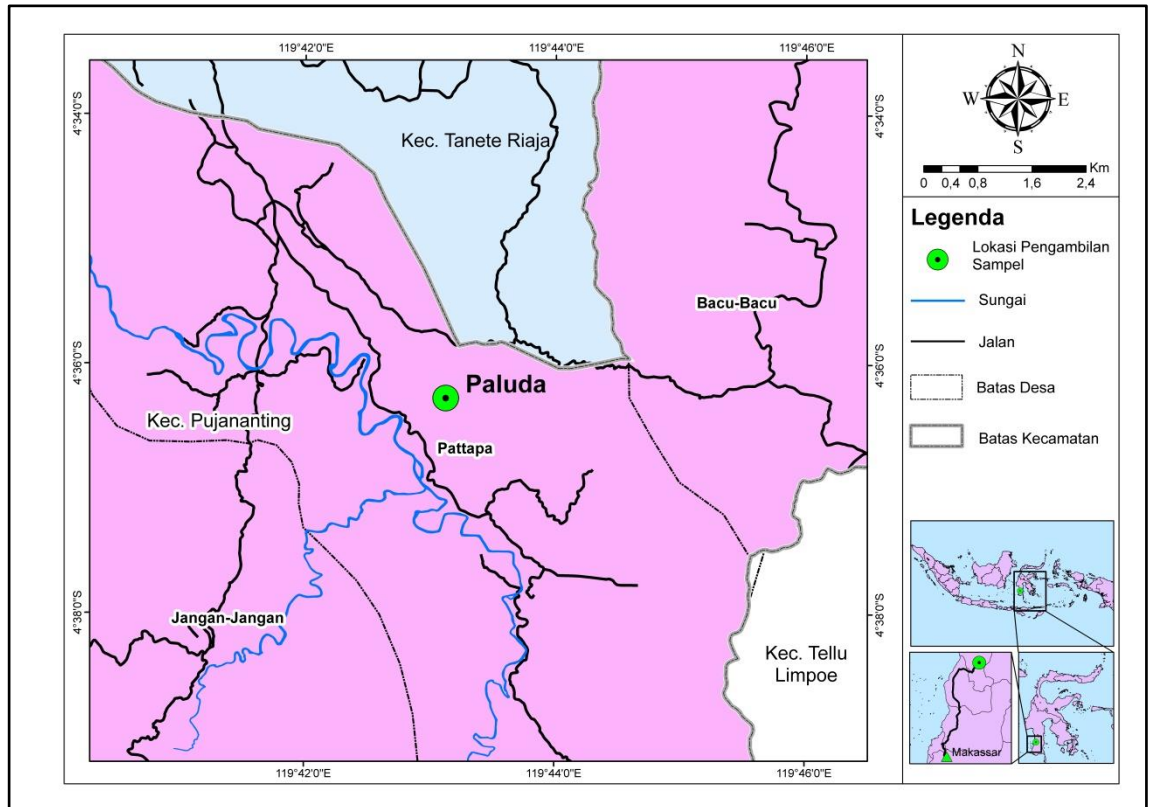 119°42'0"E
119°44'0"E
119°46'0"E
4°34'0"S
4°34'0"S
Kec. Tanete Riaja
Bacu-Bacu
4°36'0"S
4°36'0"S
Paluda
Kec. Pujananting
Pattapa
4°38'0"S
4°38'0"S
Jangan-Jangan
Kec. Tellu
Limpoe
119°42'0"E
119°44'0"E
119°46'0"E
N
W
E
S
Km
0 0,4 0,8 1,6 2,4
Legenda
Lokasi Pengambilan
Sampel
Sungai
Jalan
Batas Desa
Batas Kecamatan
Makassar